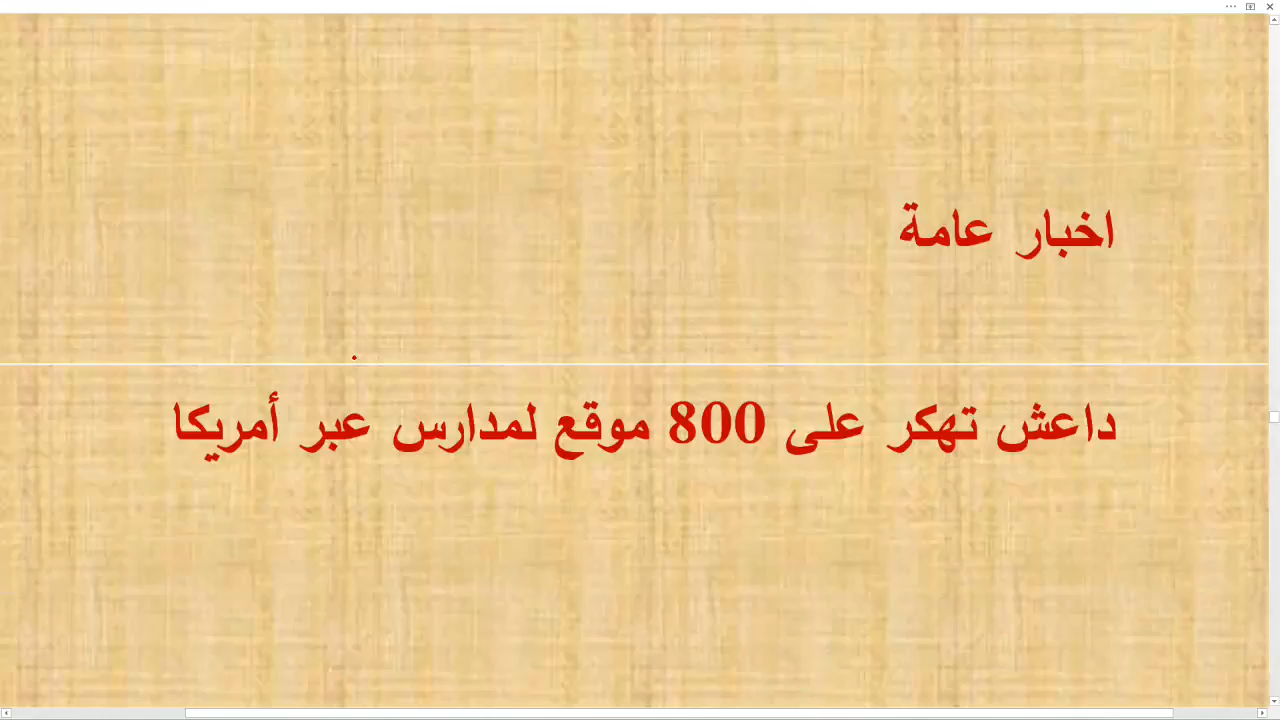 اخبار عامة
داعش تهكر على 800 موقع لمدارس عبر أمريكا